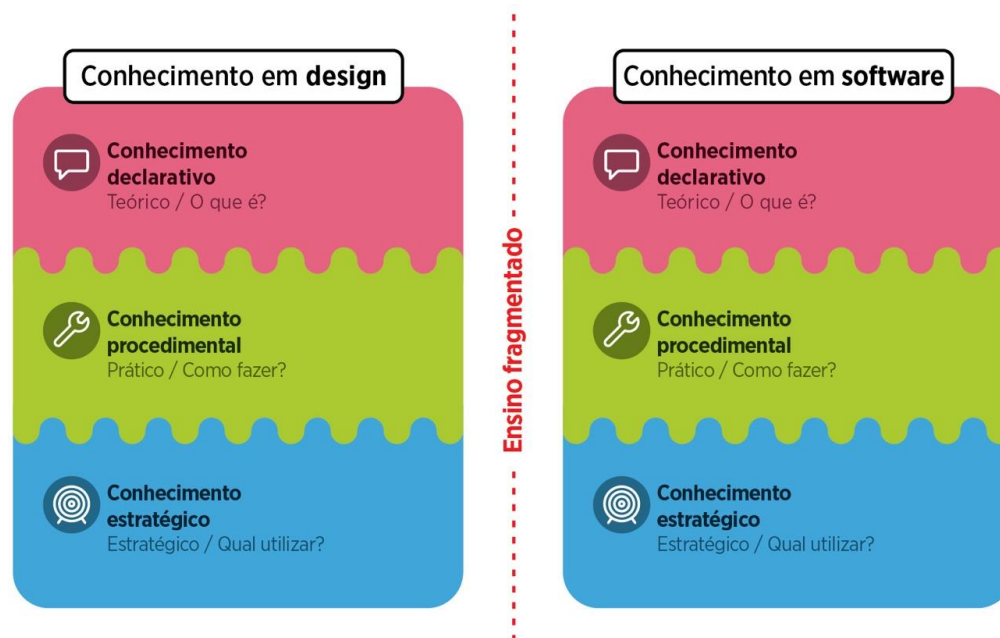 Conhecimento em design
Conhecimento
declarativo
Teórico / O que é?
Conhecimento
procedimental
Prático / Como fazer?
Conhecimento
estratégico
Estratégico / Qual utilizar?
Ensino fragmentado
Conhecimento em software
Conhecimento
declarativo
Teórico / O que é?
Conhecimento
procedimental
Prático / Como fazer?
Conhecimento
estratégico
Estratégico / Qual utilizar?